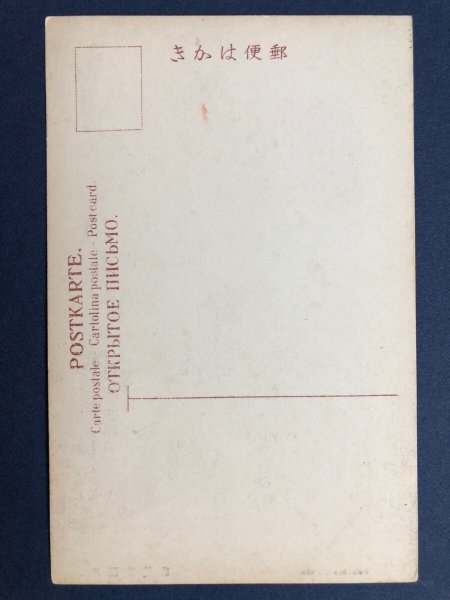 きかは便郵
POSTKARTE.
Carte postale - Cartolina postale - Post card
ОТКРЫТОЕ ПИСЬМО.